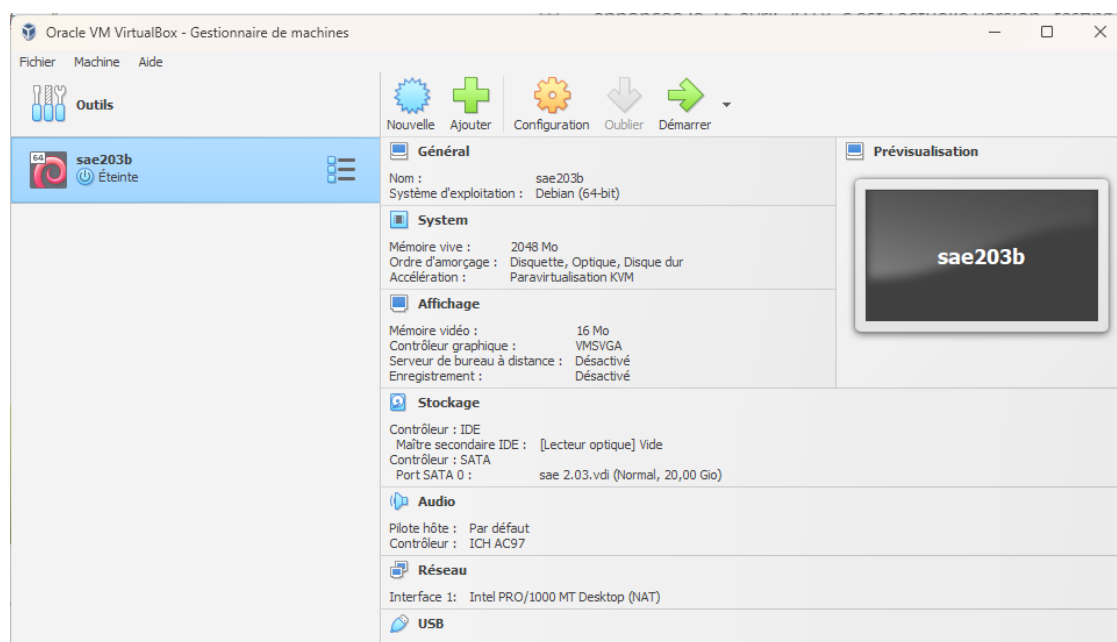 Oracle VM VirtualBox - Gestionnaire de machines
Fichier Machine Aide
Outils
Nouvelle Ajouter Configuration Oublier Démarrer
64
sae203b
Éteinte
Général
Nom : sae203b
Système d'exploitation : Debian (64-bit)
System
Mémoire vive : 2048 Mo
Ordre d'amorçage : Disquette, Optique, Disque dur
Accélération : Paravirtualisation KVM
Affichage
Mémoire vidéo : 16 Mo
Contrôleur graphique : VMSVGA
Serveur de bureau à distance : Désactivé
Enregistrement : Désactivé
Stockage
Contrôleur : IDE
Maître secondaire IDE : [Lecteur optique] Vide
Contrôleur : SATA
Port SATA 0 : sae 2.03.vdi (Normal, 20,00 Gio)
Audio
Pilote hôte : Par défaut
Contrôleur : ICH AC97
Réseau
Interface 1: Intel PRO/1000 MT Desktop (NAT)
USB
Prévisualisation
sae203b